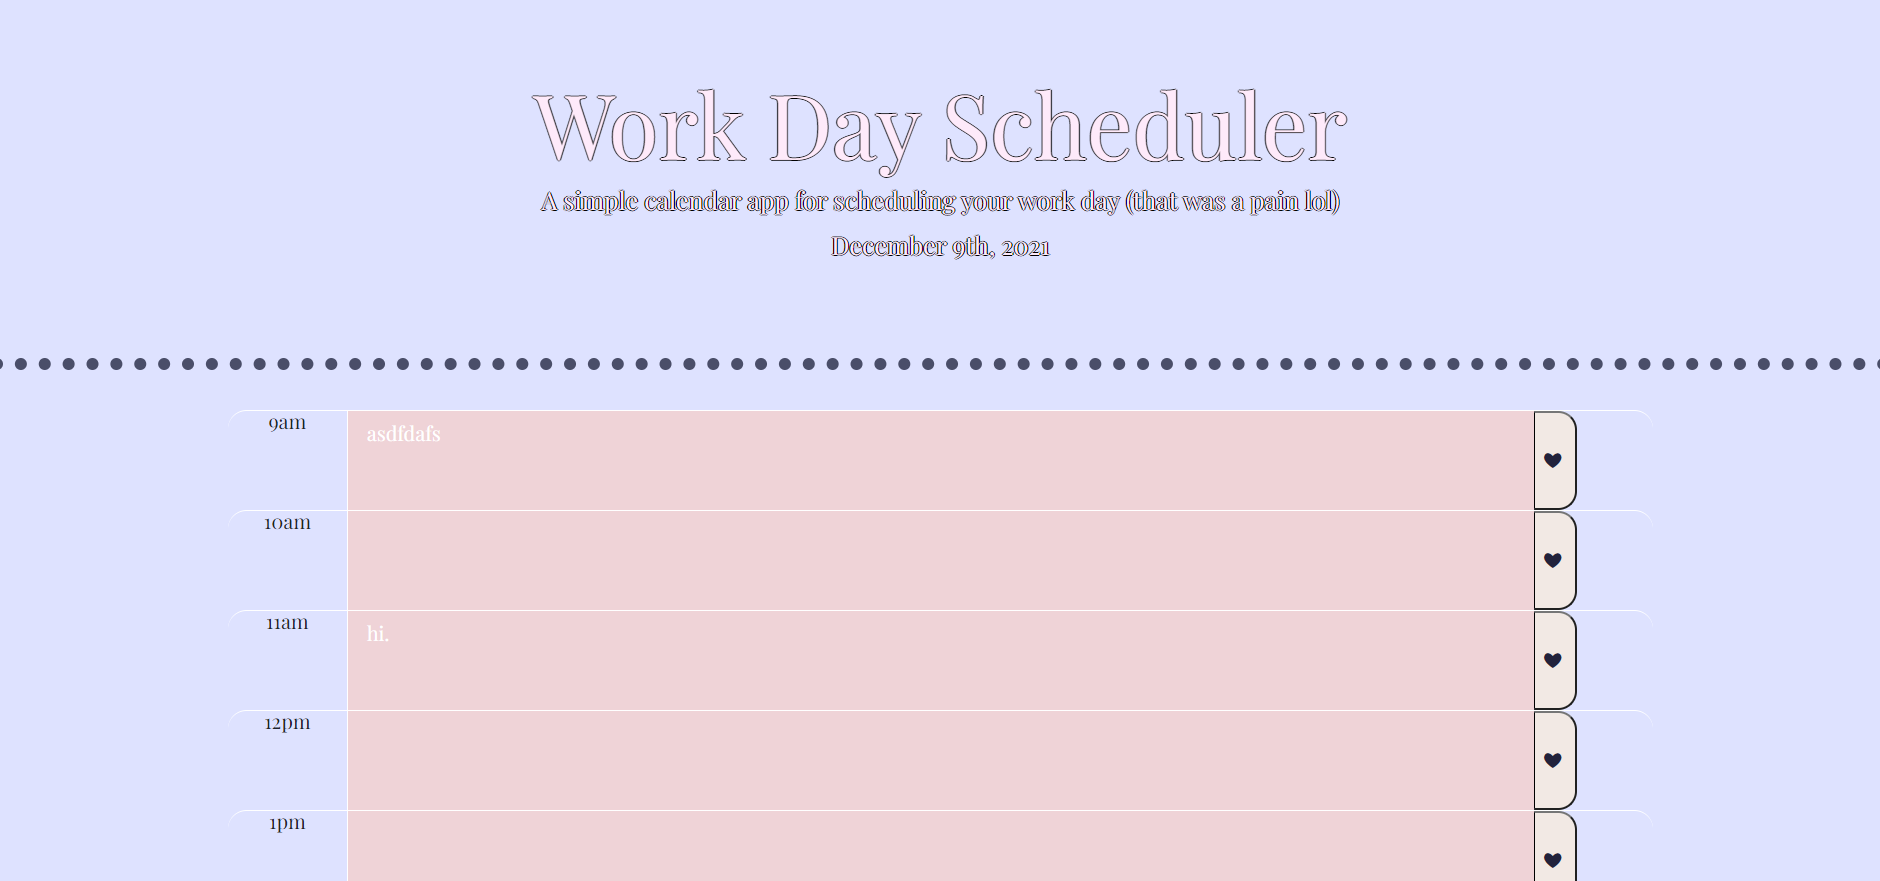 Work Day Scheduler
A simple calendar app for scheduling your work day (that was a pain lol)
December 9th, 2021
9am
asdfdafs
10am
11am
hi.
12pm
1pm